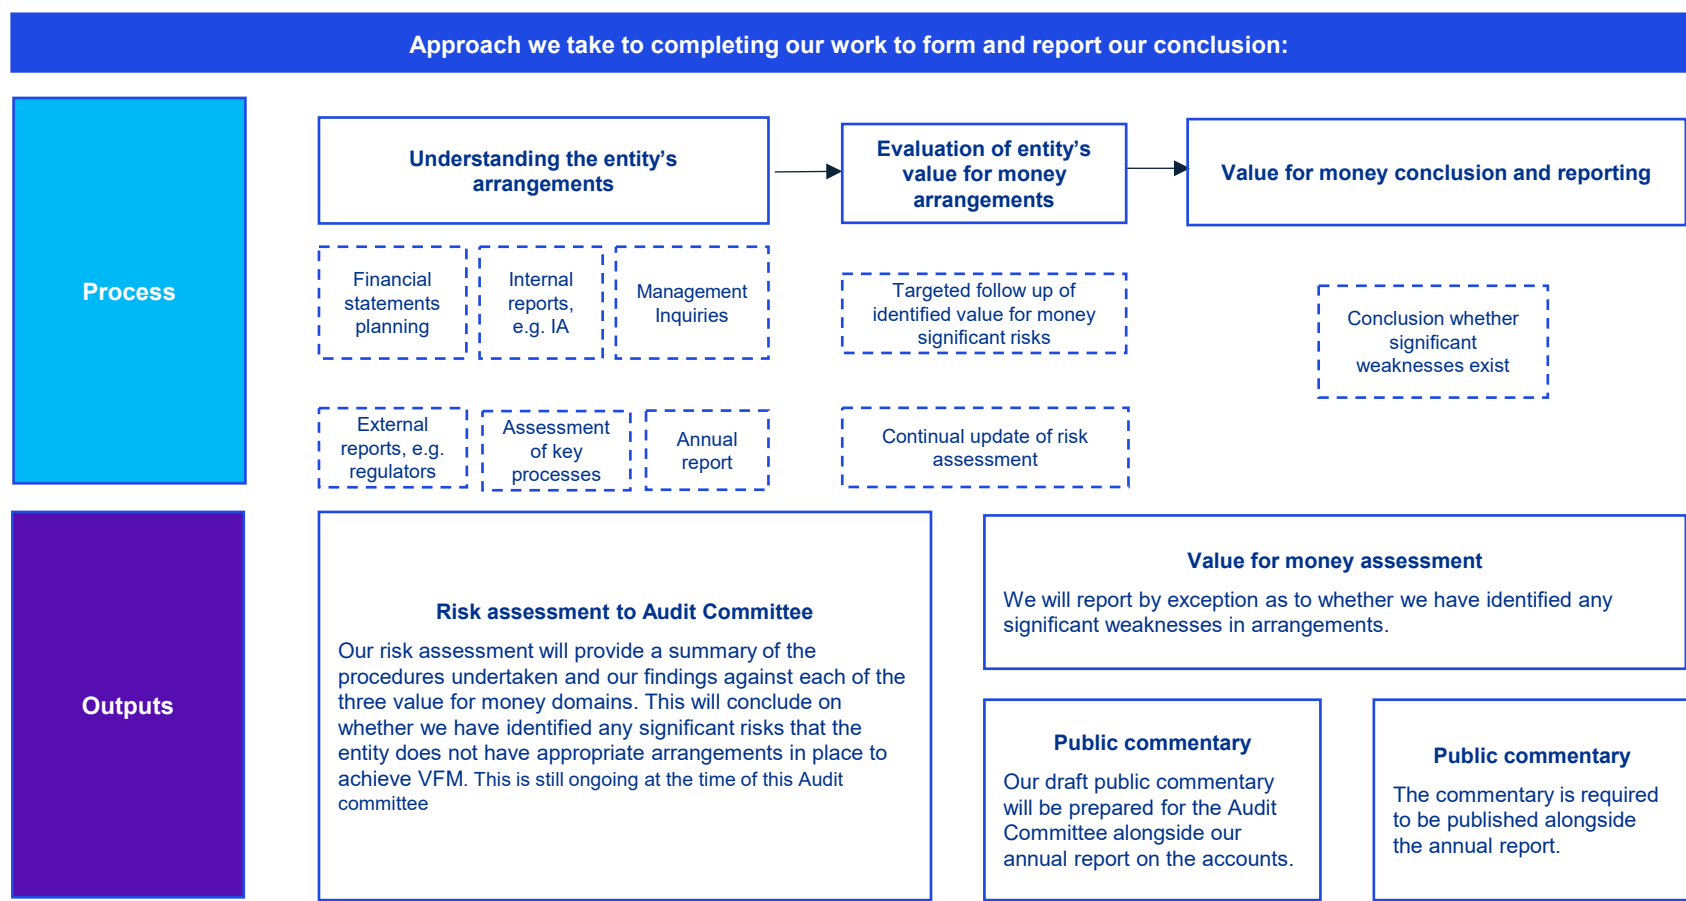 Approach we take to completing our work to form and report our conclusion:
Process
Understanding the entity’s
arrangements
Evaluation of entity’s
value for money
arrangements
Value for money conclusion and reporting
Financial
statements
planning
Internal
reports,
e.g. IA
Management
Inquiries
Targeted follow up of
identified value for money
significant risks
Conclusion whether
significant
weaknesses exist
External
reports, e.g.
regulators
Assessment
of key
processes
Annual
report
Continual update of risk
assessment
Outputs
Risk assessment to Audit Committee
Our risk assessment will provide a summary of the
procedures undertaken and our findings against each of the
three value for money domains. This will conclude on
whether we have identified any significant risks that the
entity does not have appropriate arrangements in place to
achieve VFM. This is still ongoing at the time of this Audit
committee
Value for money assessment
We will report by exception as to whether we have identified any
significant weaknesses in arrangements.
Public commentary
Our draft public commentary
will be prepared for the Audit
Committee alongside our
annual report on the accounts.
Public commentary
The commentary is required
to be published alongside
the annual report.